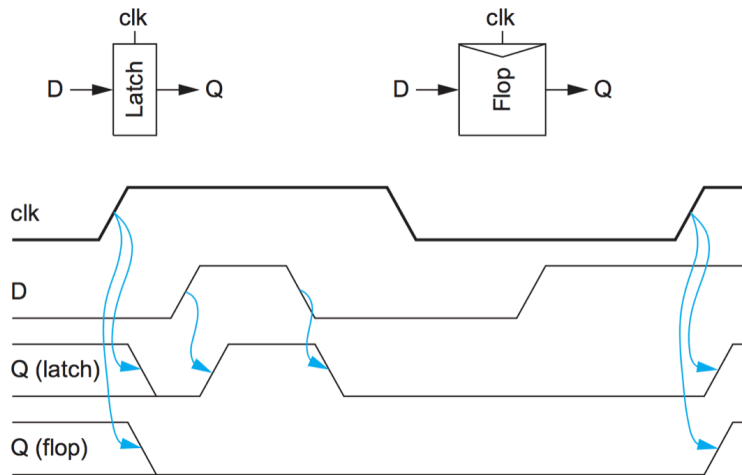 clk
clk
D
Latch
Q
D
Flop
Q
clk
D
Q (latch)
Q (flop)